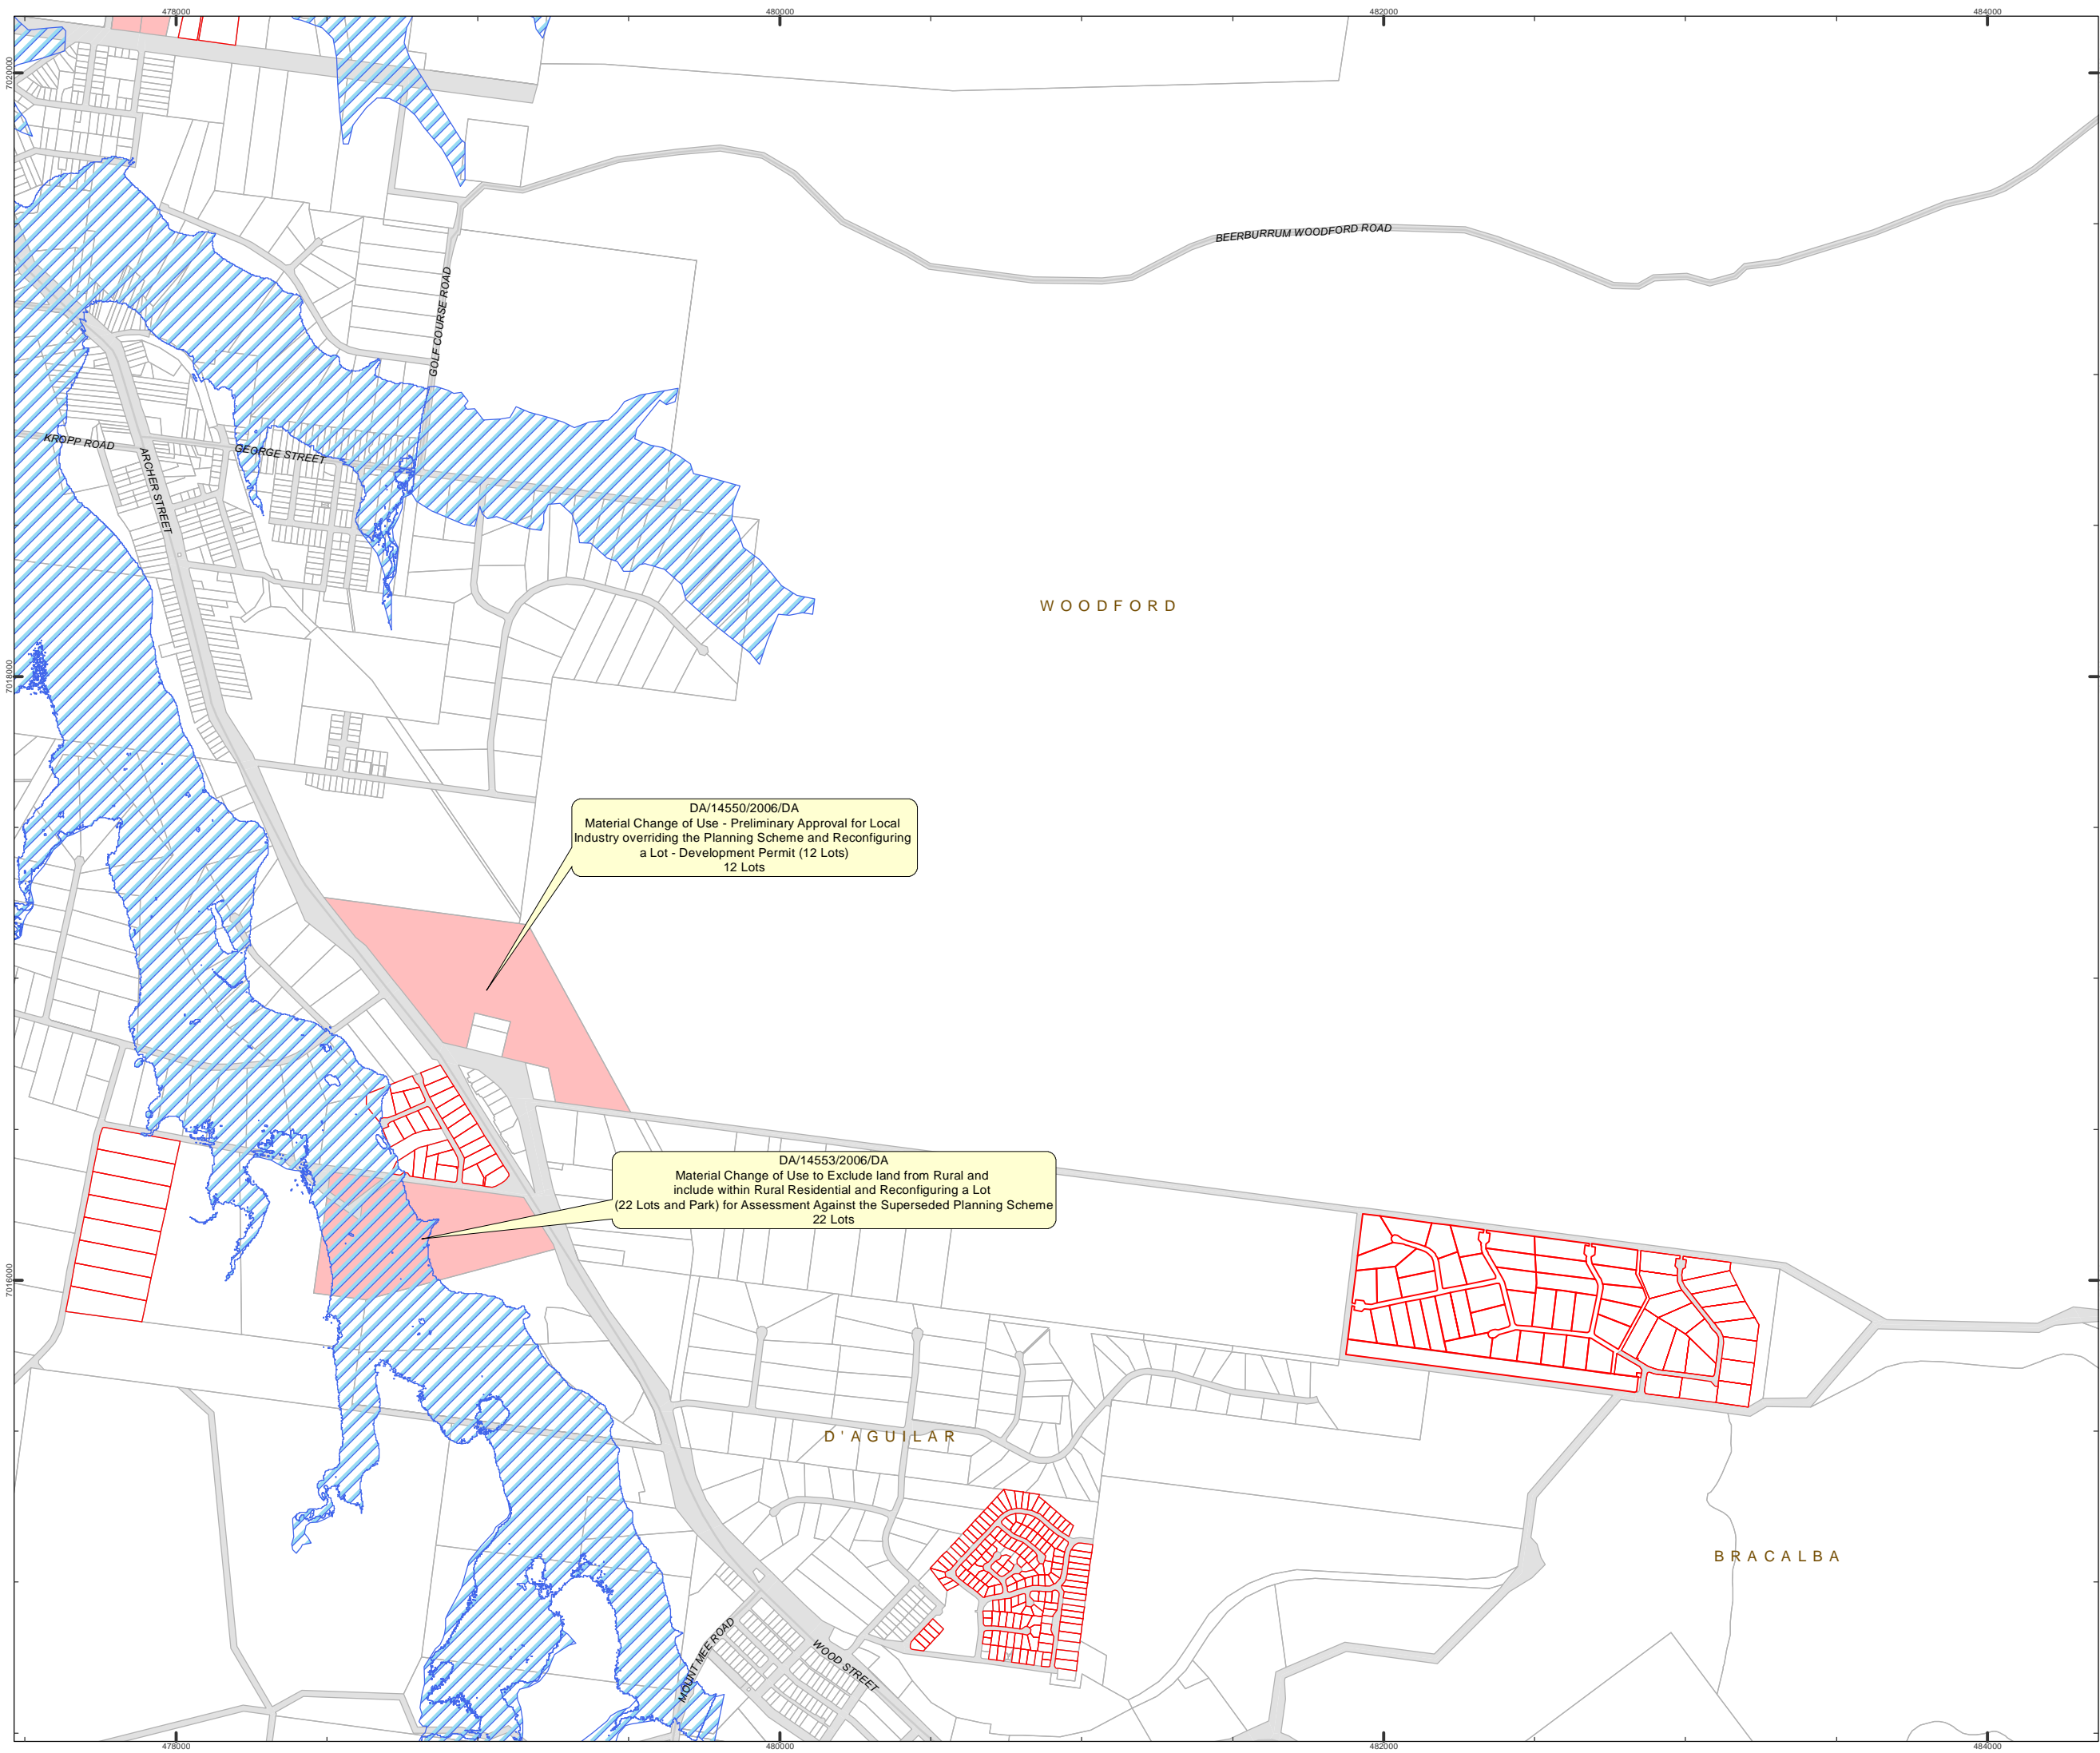 478000
480000
482000
484000
7020000
BEERBURRUM WOODFORD ROAD
GOLF COURSE ROAD
KROPP ROAD
GEORGE STREET
ARCHER STREET
WOODFORD
7018000
DA/14550/2006/DA
Material Change of Use - Preliminary Approval for Local
Industry overriding the Planning Scheme and Reconfiguring
a Lot - Development Permit (12 Lots)
12 Lots
DA/14553/2006/DA
Material Change of Use to Exclude land from Rural and
include within Rural Residential and Reconfiguring a Lot
(22 Lots and Park) for Assessment Against the Superseded Planning Scheme
22 Lots
7016000
D'AGUILAR
BRACALBA
MOUNT MEE ROAD
WOOD STREET
478000
480000
482000
484000